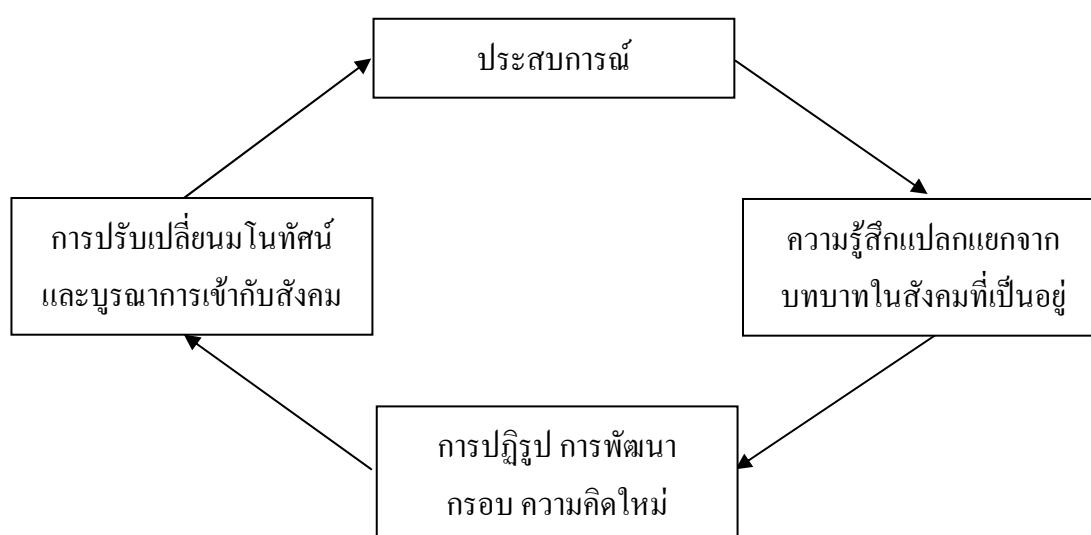 ประสบการณ์
การปรับเปลี่ยนมโนทัศน์
และบูรณาการเข้ากับสังคม
ความรู้สึกแปลกแยกจาก
บทบาทในสังคมที่เป็นอยู่
การปฏิรูป การพัฒนา
กรอบ ความคิดใหม่